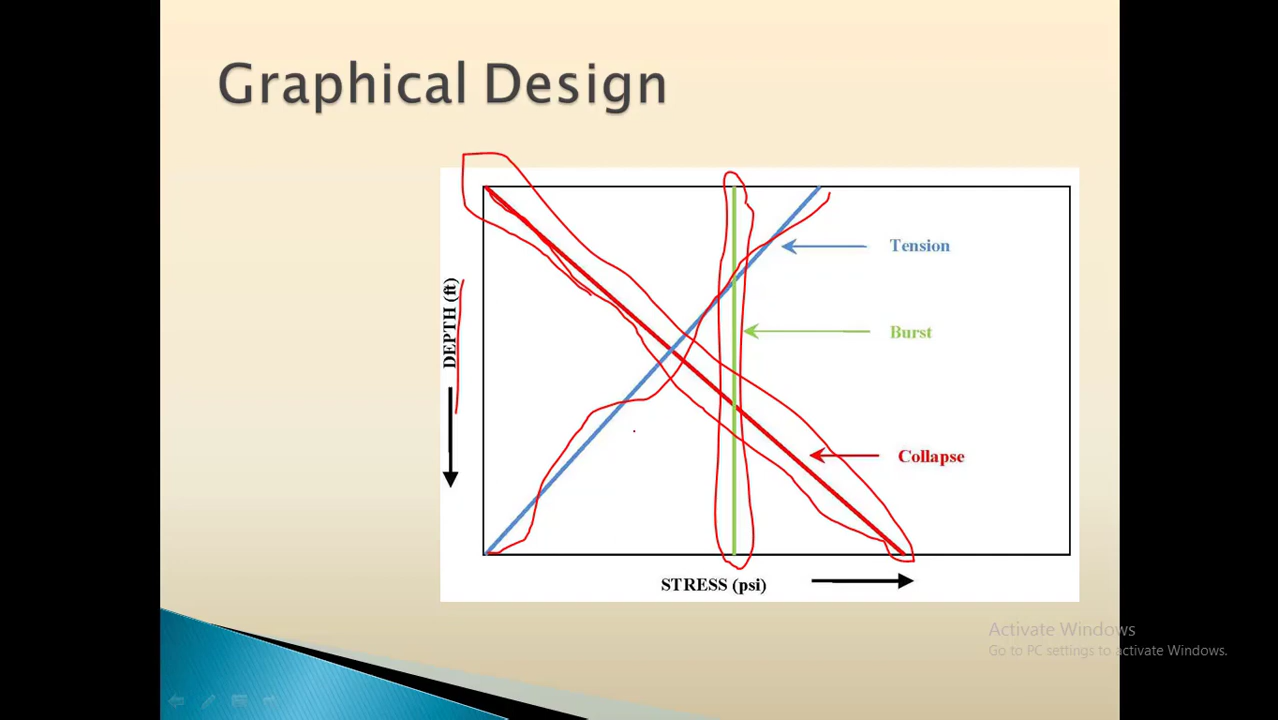 Graphical Design
Tension
DEPTH (ft)
Burst
Collapse
STRESS (psi)
Activate Windows
Go to PC settings to activate Windows.